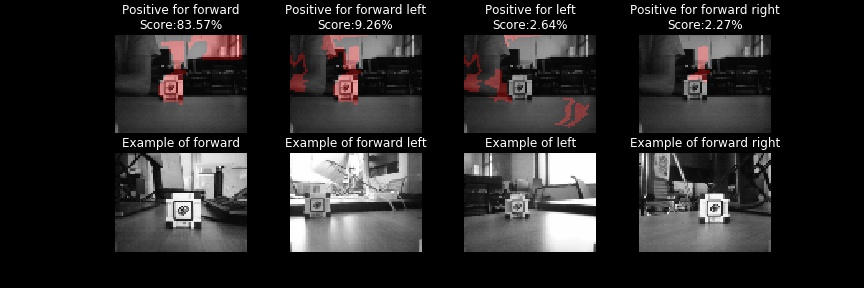 Positive for forward
Score:83.57%
Positive for forward left
Score:9.26%
Positive for left
Score:2.64%
Positive for forward right
Score:2.27%
Example of forward
Example of forward left
Example of left
Example of forward right